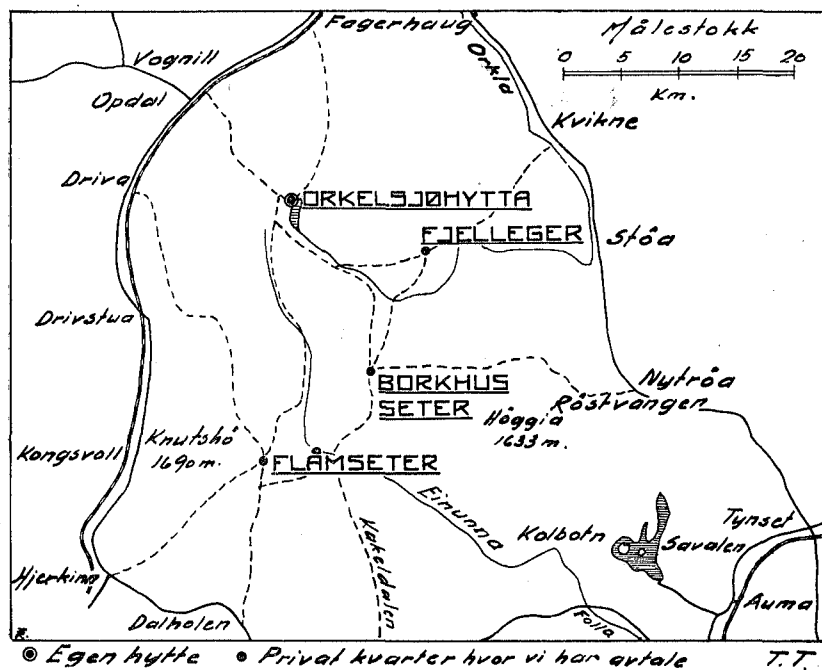 Fagerhaug
Målestokk
0 5 10 15 20
Km.
Vognill
Orkla
Opdal
Kvikne
Driva
ORKELSJØHYTTA
FJELLEGER
Støa
Drivstua
BORKHUS
SETER
Nytrøa
Røstvangen
Høggia
1633 m.
Kongsvoll
Knutshø
1690 m.
FLÅMSETER
Einunna
Kakeldalen
Kolbotn
Savalen
Tynset
Hjerkinn
Dalholen
Folla
Auma
Egen hytte
Privat kvarter hvor vi har avtale
T.T.